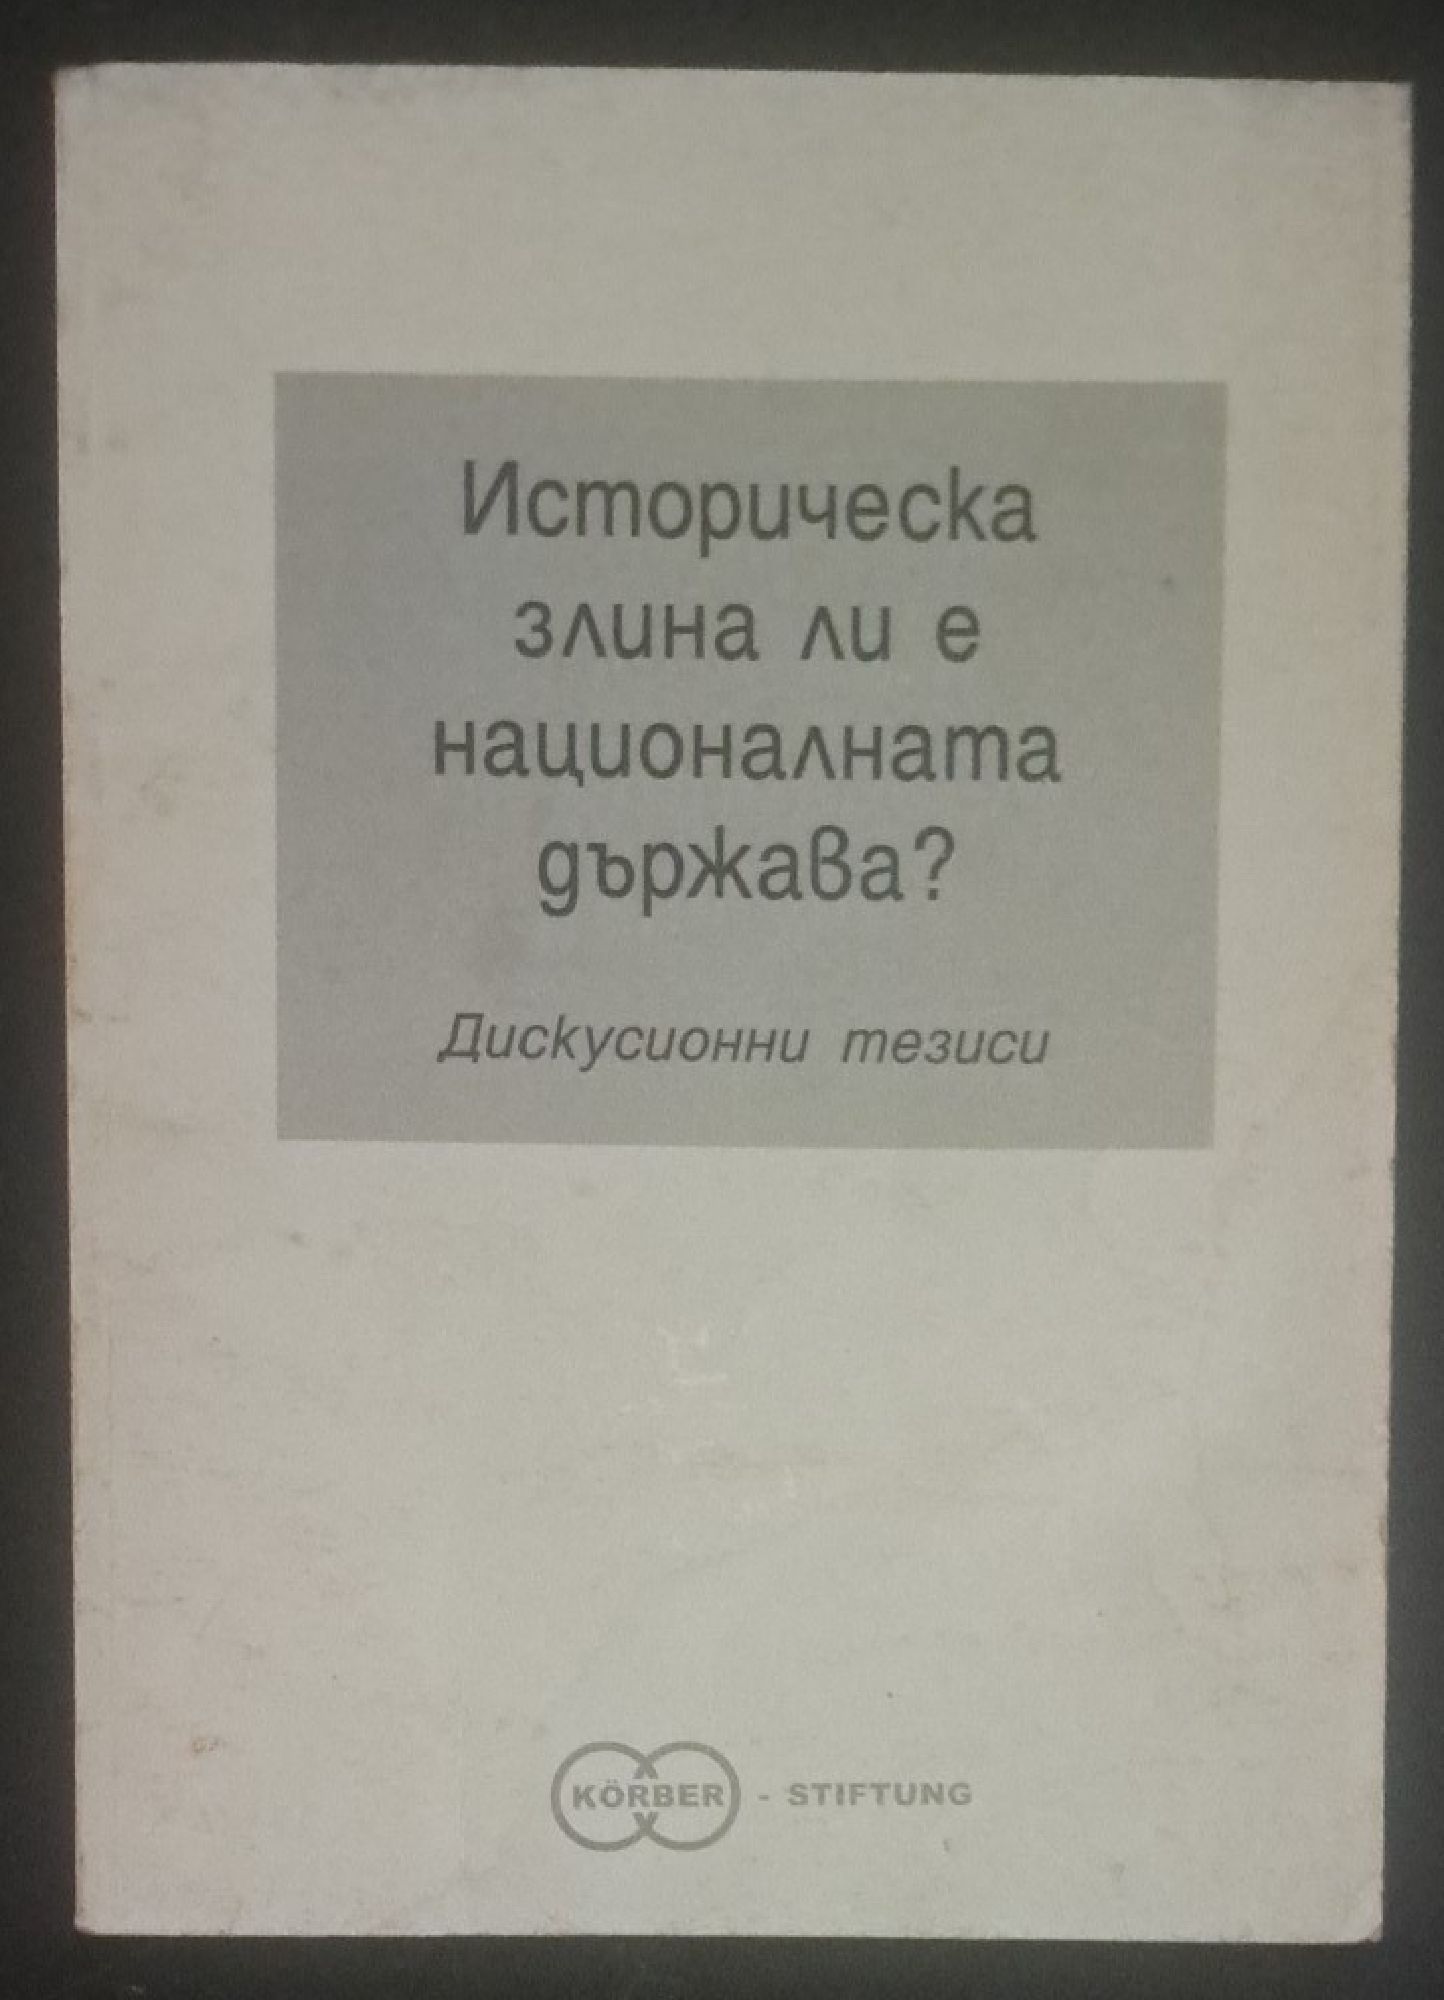 Историческа
злина ли е
националната
държава?
Дискусионни тезиси
KÖRBER - STIFTUNG